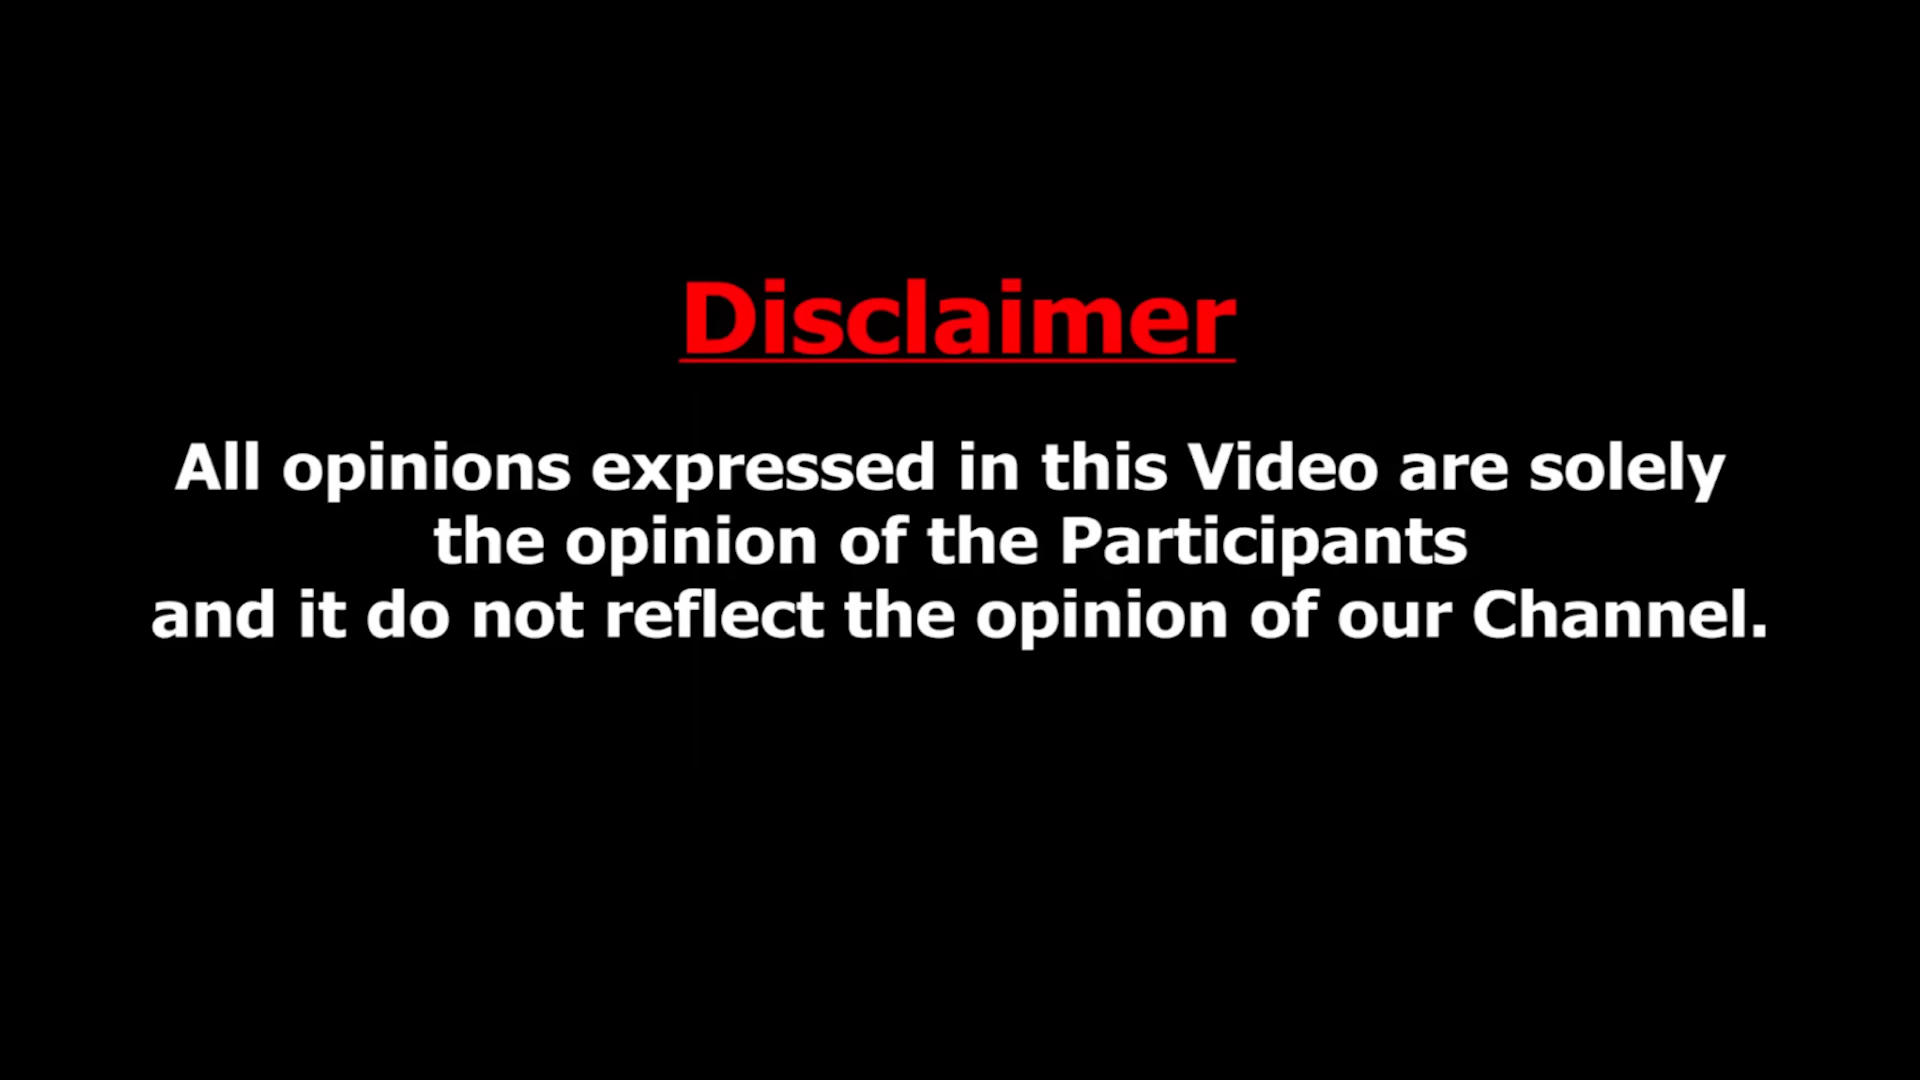 Disclaimer
All opinions expressed in this Video are solely
the opinion of the Participants
and it do not reflect the opinion of our Channel.